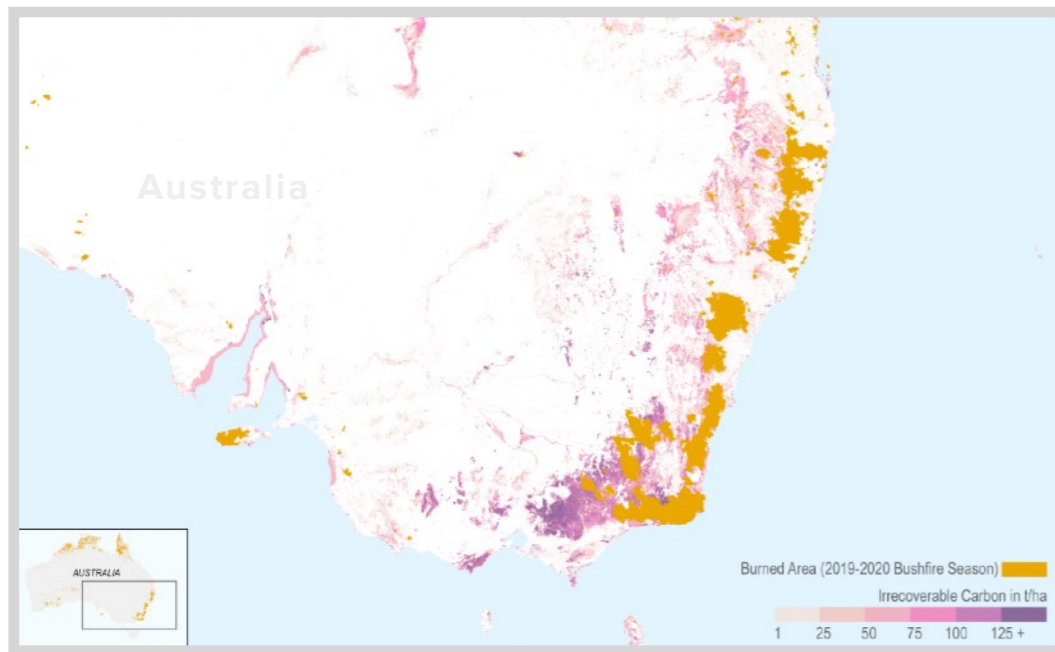 Australia
AUSTRALIA
Burned Area (2019-2020 Bushfire Season)
Irrecoverable Carbon in t/ha
1 25 50 75 100 125 +